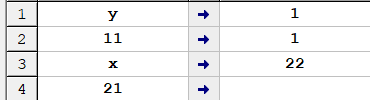 1 y → 1
2 11 → 1
3 x → 22
4 21 →